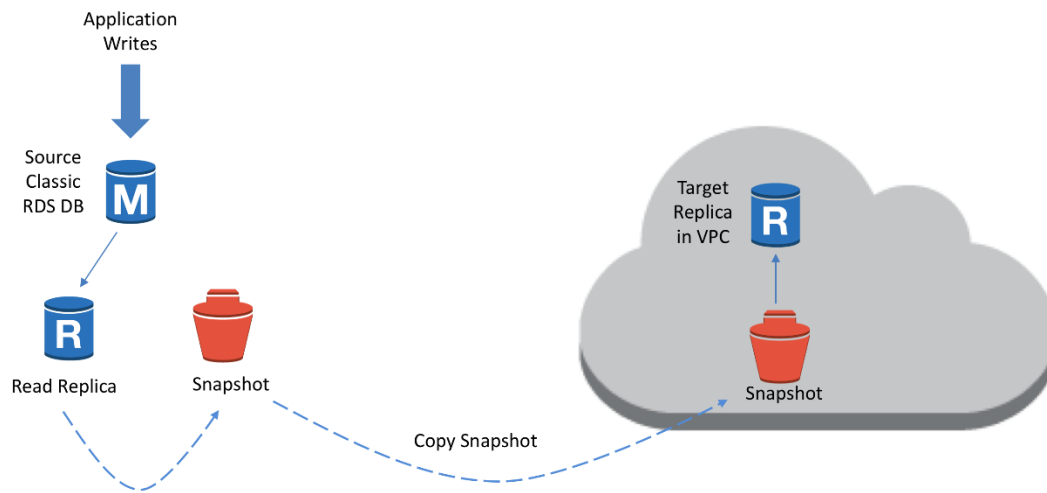 Application
Writes
Source
Classic
RDS DB
M
R
Read Replica
Snapshot
Copy Snapshot
Target
Replica
in VPC
R
Snapshot